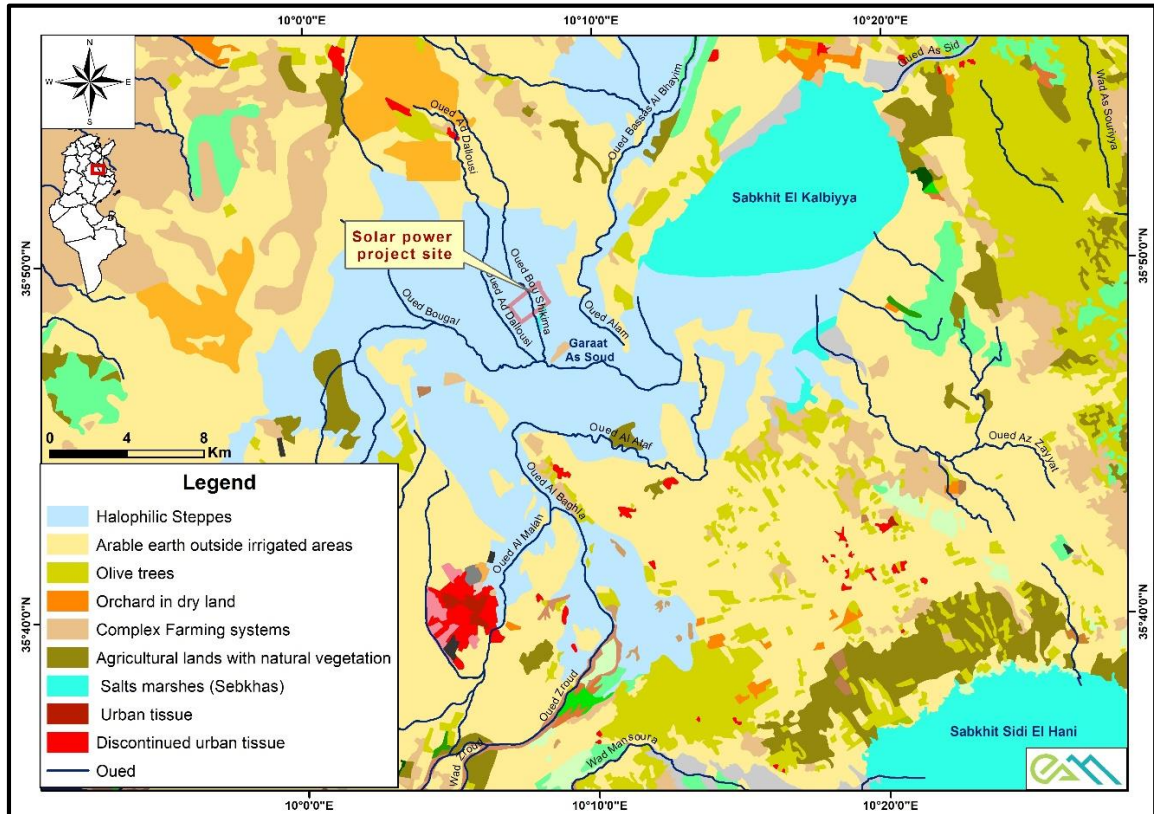 10°0'0"E
10°10'0"E
10°20'0"E
N
W
E
S
Oued As Sid
Wad As Souriyya
Oued Ad Dallousi
Oued Bassas Al Bhayim
Sabkhit El Kalbiyya
Solar power
project site
35°50'0"N
35°50'0"N
Oued Bou Shikima
Oued Ad Dallousi
Oued Bougal
Oued Alam
Garaat
As Soud
Oued Al Ataf
Oued Az Zayyat
0
4
8
Km
Oued Al Baghla
Oued Al Malah
Legend
Halophilic Steppes
Arable earth outside irrigated areas
Olive trees
Orchard in dry land
Complex Farming systems
Agricultural lands with natural vegetation
Salts marshes (Sebkhas)
Urban tissue
Discontinued urban tissue
Oued
35°40'0"N
35°40'0"N
Oued Zroud
Wad Zroud
Wad Mansoura
Sabkhit Sidi El Hani
10°0'0"E
10°10'0"E
10°20'0"E